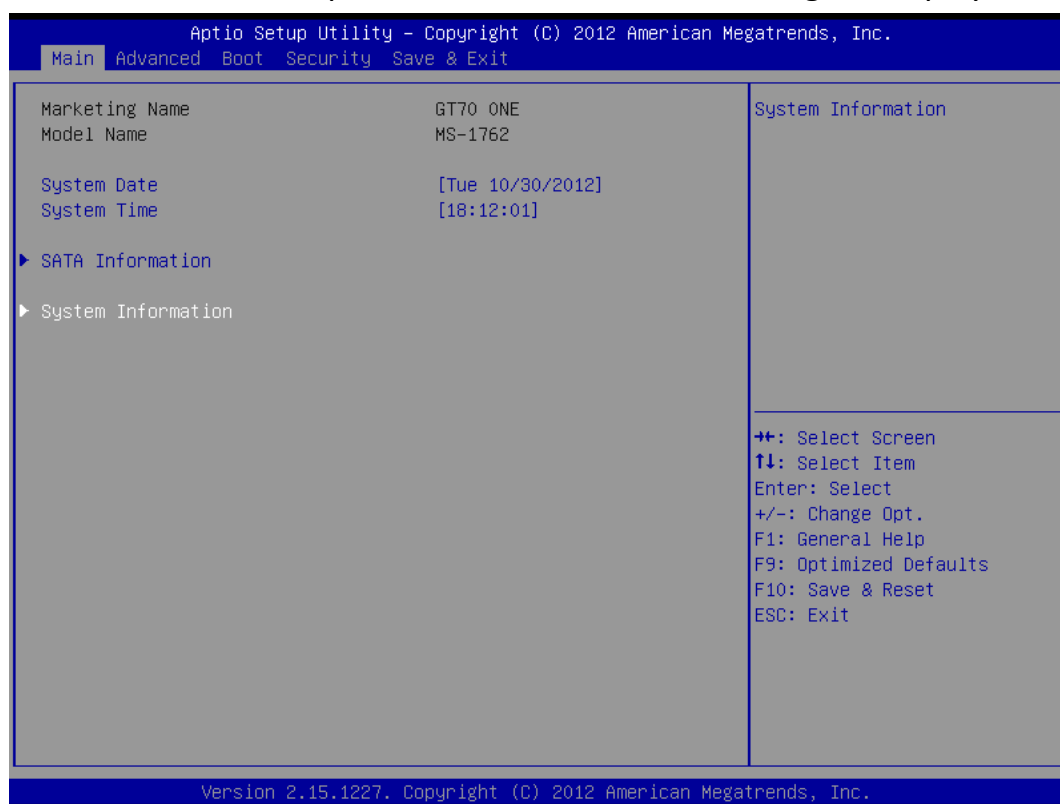 Aptio Setup Utility – Copyright (C) 2012 American Megatrends, Inc.
Main Advanced Boot Security Save & Exit
Marketing Name GT70 ONE
Model Name MS-1762
System Date [Tue 10/30/2012]
System Time [18:12:01]
▶ SATA Information
▶ System Information
System Information
→←: Select Screen
↑↓: Select Item
Enter: Select
+/-: Change Opt.
F1: General Help
F9: Optimized Defaults
F10: Save & Reset
ESC: Exit
Version 2.15.1227. Copyright (C) 2012 American Megatrends, Inc.